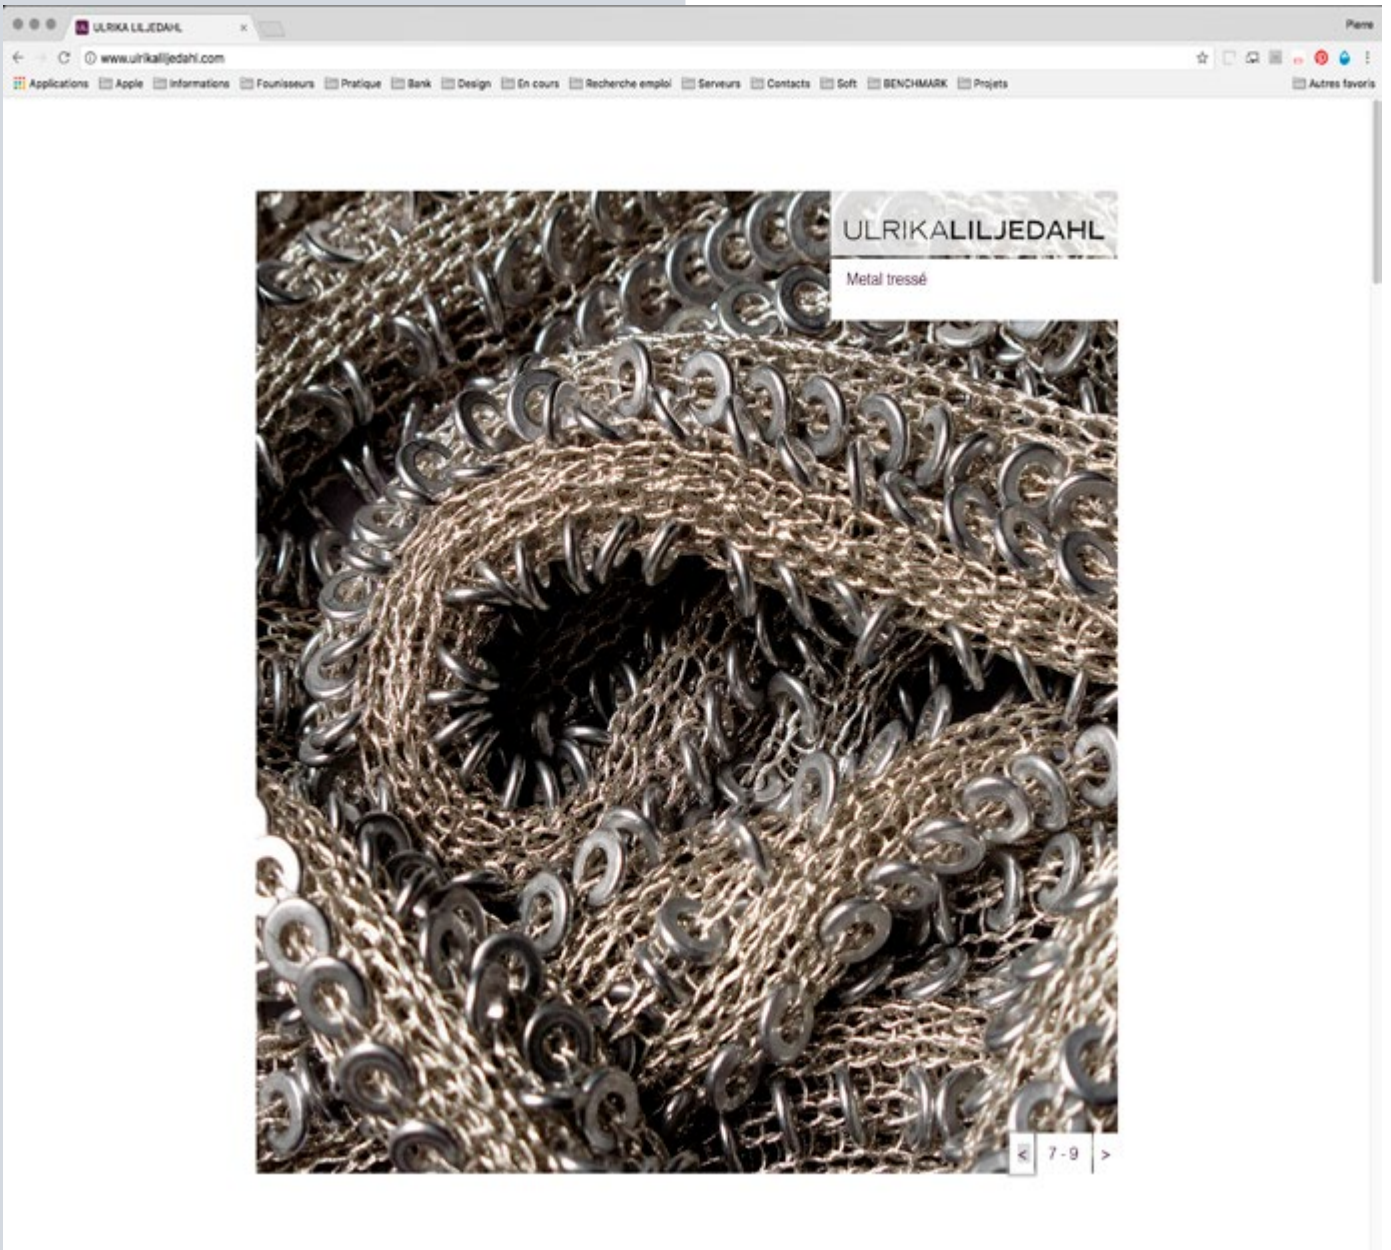 ULRIKA LILJEDAHL
Pierre
www.ulrikaliljedahl.com
Applications Apple Informations Founisseurs Pratique Bank Design En cours Recherche emploi Serveurs Contacts Soft BENCHMARK Projets Autres favoris
ULRIKALILJEDAHL
Metal tressé
< 7 - 9 >